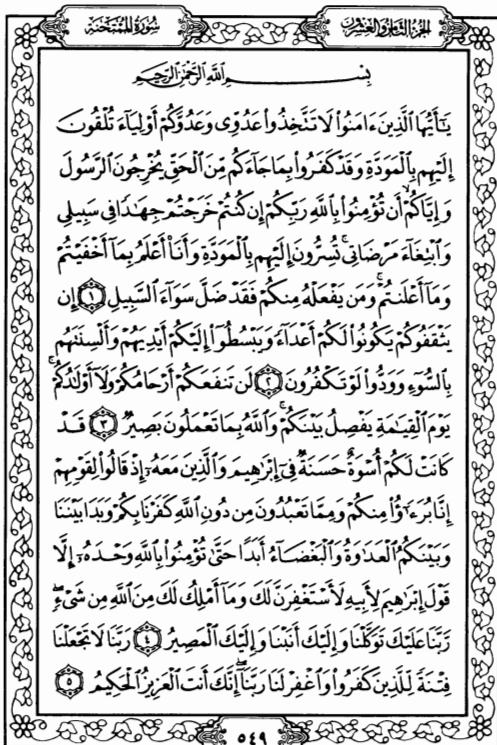 الجزء الثامن والعشرون
سورة الممتحنة
بِسْمِ ٱللَّهِ ٱلرَّحْمَٰنِ ٱلرَّحِيمِ
يَٰٓأَيُّهَا ٱلَّذِينَ ءَامَنُوا۟ لَا تَتَّخِذُوا۟ عَدُوِّى وَعَدُوَّكُمْ أَوْلِيَآءَ تُلْقُونَ
إِلَيْهِم بِٱلْمَوَدَّةِ وَقَدْ كَفَرُوا۟ بِمَا جَآءَكُم مِّنَ ٱلْحَقِّ يُخْرِجُونَ ٱلرَّسُولَ
وَإِيَّاكُمْ ۙ أَن تُؤْمِنُوا۟ بِٱللَّهِ رَبِّكُمْ إِن كُنتُمْ خَرَجْتُمْ جِهَٰدًا فِى سَبِيلِى
وَٱبْتِغَآءَ مَرْضَاتِى ۚ تُسِرُّونَ إِلَيْهِم بِٱلْمَوَدَّةِ وَأَنَا۠ أَعْلَمُ بِمَآ أَخْفَيْتُمْ
وَمَآ أَعْلَنتُمْ ۚ وَمَن يَفْعَلْهُ مِنكُمْ فَقَدْ ضَلَّ سَوَآءَ ٱلسَّبِيلِ ١ إِن
يَثْقَفُوكُمْ يَكُونُوا۟ لَكُمْ أَعْدَآءً وَيَبْسُطُوٓا۟ إِلَيْكُمْ أَيْدِيَهُمْ وَأَلْسِنَتَهُم
بِٱلسُّوٓءِ وَوَدُّوا۟ لَوْ تَكْفُرُونَ ٢ لَن تَنفَعَكُمْ أَرْحَامُكُمْ وَلَآ أَوْلَٰدُكُمْ ۚ
يَوْمَ ٱلْقِيَٰمَةِ يَفْصِلُ بَيْنَكُمْ ۚ وَٱللَّهُ بِمَا تَعْمَلُونَ بَصِيرٌ ٣ قَدْ
كَانَتْ لَكُمْ أُسْوَةٌ حَسَنَةٌ فِىٓ إِبْرَٰهِيمَ وَٱلَّذِينَ مَعَهُۥٓ إِذْ قَالُوا۟ لِقَوْمِهِمْ
إِنَّا بُرَءَٰٓؤُا۟ مِنكُمْ وَمِمَّا تَعْبُدُونَ مِن دُونِ ٱللَّهِ كَفَرْنَا بِكُمْ وَبَدَا بَيْنَنَا
وَبَيْنَكُمُ ٱلْعَدَٰوَةُ وَٱلْبَغْضَآءُ أَبَدًا حَتَّىٰ تُؤْمِنُوا۟ بِٱللَّهِ وَحْدَهُۥٓ إِلَّا
قَوْلَ إِبْرَٰهِيمَ لِأَبِيهِ لَأَسْتَغْفِرَنَّ لَكَ وَمَآ أَمْلِكُ لَكَ مِنَ ٱللَّهِ مِن شَىْءٍ ۖ
رَّبَّنَا عَلَيْكَ تَوَكَّلْنَا وَإِلَيْكَ أَنَبْنَا وَإِلَيْكَ ٱلْمَصِيرُ ٤ رَبَّنَا لَا تَجْعَلْنَا
فِتْنَةً لِّلَّذِينَ كَفَرُوا۟ وَٱغْفِرْ لَنَا رَبَّنَآ ۖ إِنَّكَ أَنتَ ٱلْعَزِيزُ ٱلْحَكِيمُ ٥
٥٤٩